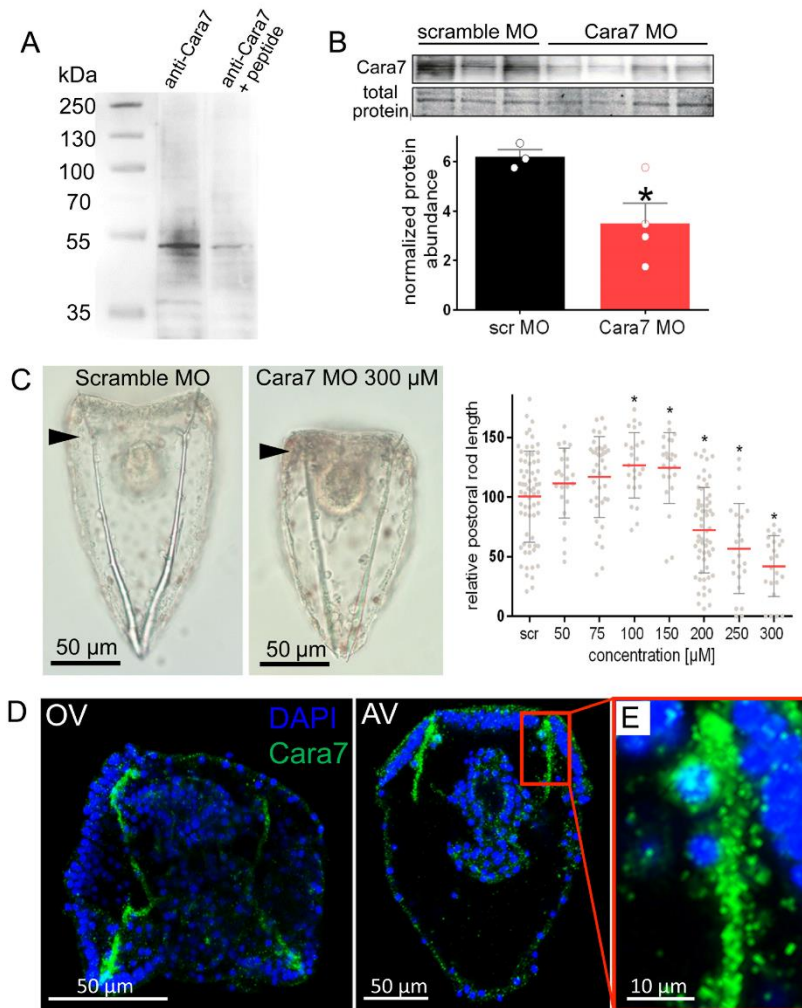 A
kDa
anti-Cara7
anti-Cara7
+ peptide
250
130
100
70
55
35
B
scramble MO
Cara7 MO
Cara7
total
protein
normalized protein
abundance
6
4
2
0
*
scr MO
Cara7 MO
C
Scramble MO
50 µm
Cara7 MO 300 µM
50 µm
relative postoral rod length
150
100
50
0
* * * * *
scr 50 75 100 150 200 250 300
concentration [µM]
D
OV
DAPI
Cara7
50 µm
AV
50 µm
E
10 µm